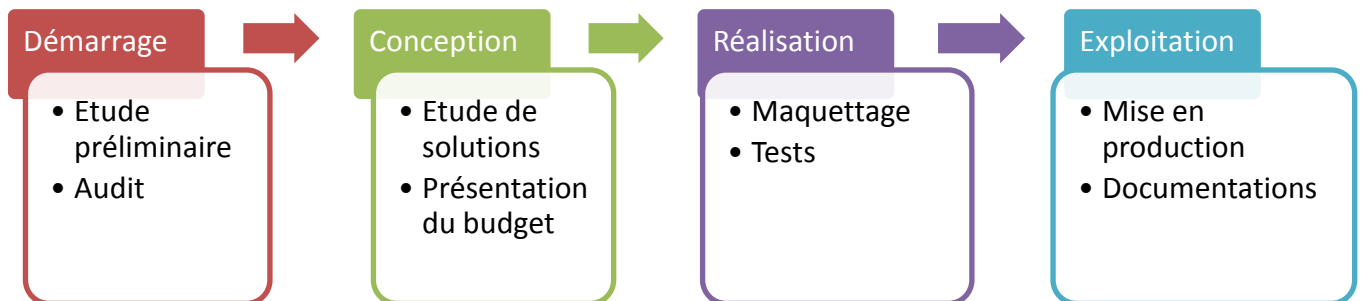 Démarrage
• Etude
préliminaire
• Audit
Conception
• Etude de
solutions
• Présentation
du budget
Réalisation
• Maquettage
• Tests
Exploitation
• Mise en
production
• Documentations